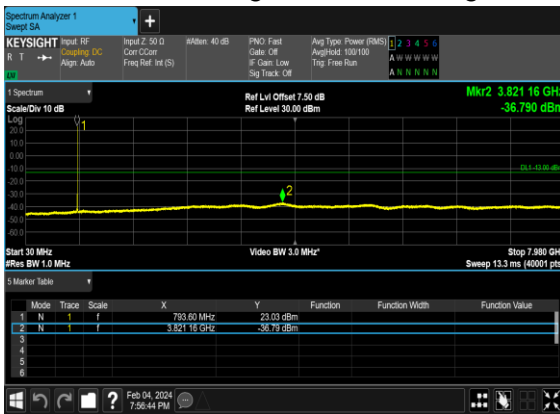 Spectrum Analyzer 1
Swept SA
KEYSIGHT
R T
LV
Input: RF
Coupling: DC
Align: Auto
Input Z: 50 Ω
Corr CCorr
Freq Ref: Int (S)
#Atten: 40 dB
PNO: Fast
Gate: Off
IF Gain: Low
Sig Track: Off
Avg Type: Power (RMS)
Avg|Hold: 100/100
Trig: Free Run
1 2 3 4 5 6
A W W W W W
A N N N N N
1 Spectrum
Scale/Div 10 dB
Ref Lvl Offset 7.50 dB
Ref Level 30.00 dBm
Mkr2 3.821 16 GHz
-36.790 dBm
Log
20.0
10.0
0.00
-10.0
-20.0
-30.0
-40.0
-50.0
-60.0
1
2
DL1 -13.00 dBm
Start 30 MHz
#Res BW 1.0 MHz
Video BW 3.0 MHz*
Stop 7.980 GHz
Sweep 13.3 ms (40001 pts)
5 Marker Table
Mode Trace Scale X Y Function Function Width Function Value
1 N 1 f 793.60 MHz 23.03 dBm
2 N 1 f 3.821 16 GHz -36.79 dBm
3
4
5
6
?
Feb 04, 2024
7:56:44 PM